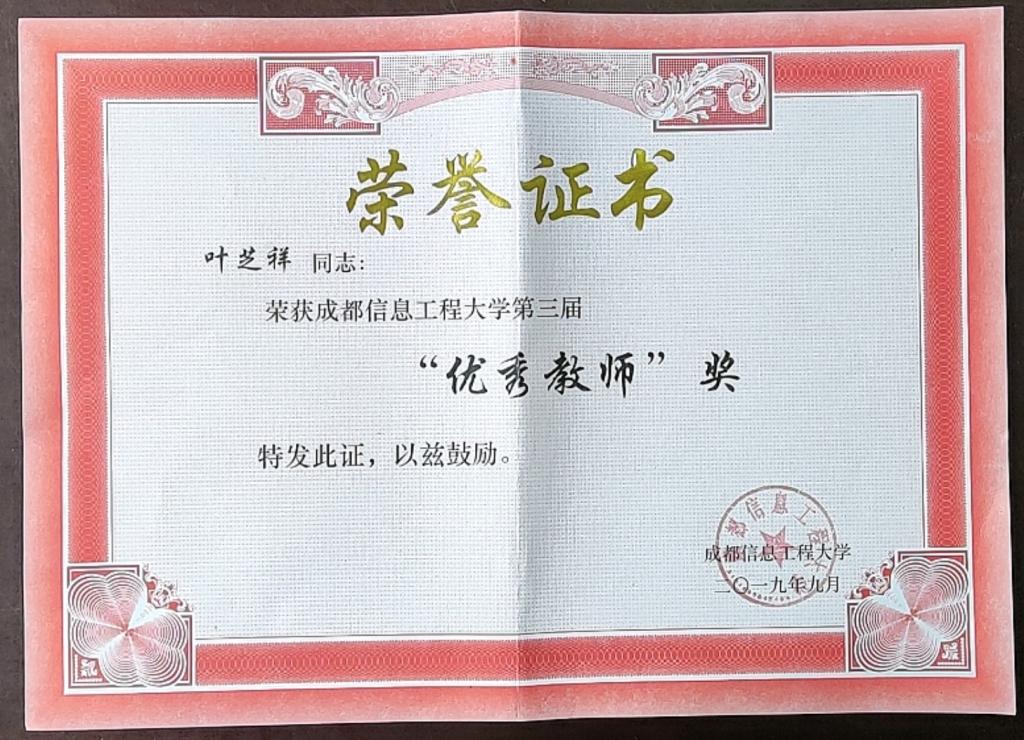 荣誉证书
叶芝祥 同志：
荣获成都信息工程大学第三届
“优秀教师”奖
特发此证，以兹鼓励。
成都信息工程大学
二〇一九年九月